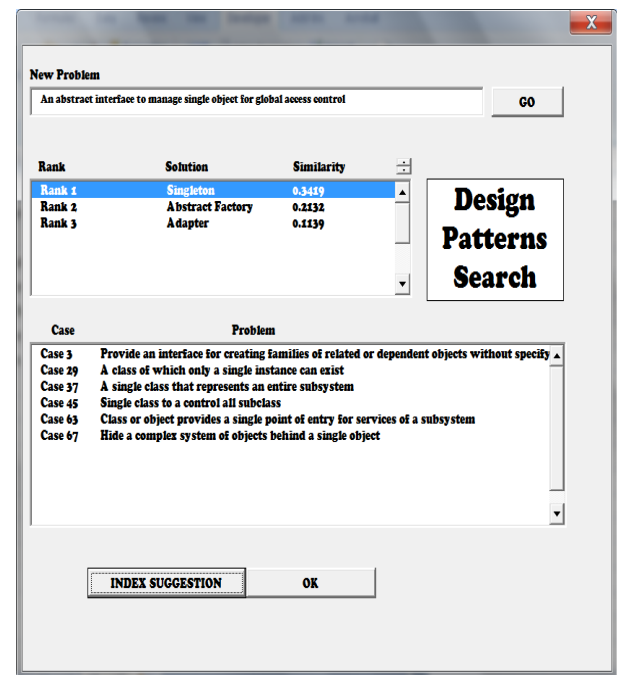 X
New Problem
An abstract interface to manage single object for global access control
GO
Rank Solution Similarity
Rank 1 Singleton 0.3419
Rank 2 Abstract Factory 0.2132
Rank 3 Adapter 0.1139
Design
Patterns
Search
Case Problem
Case 3 Provide an interface for creating families of related or dependent objects without specify
Case 29 A class of which only a single instance can exist
Case 37 A single class that represents an entire subsystem
Case 45 Single class to a control all subclass
Case 63 Class or object provides a single point of entry for services of a subsystem
Case 67 Hide a complex system of objects behind a single object
INDEX SUGGESTION OK